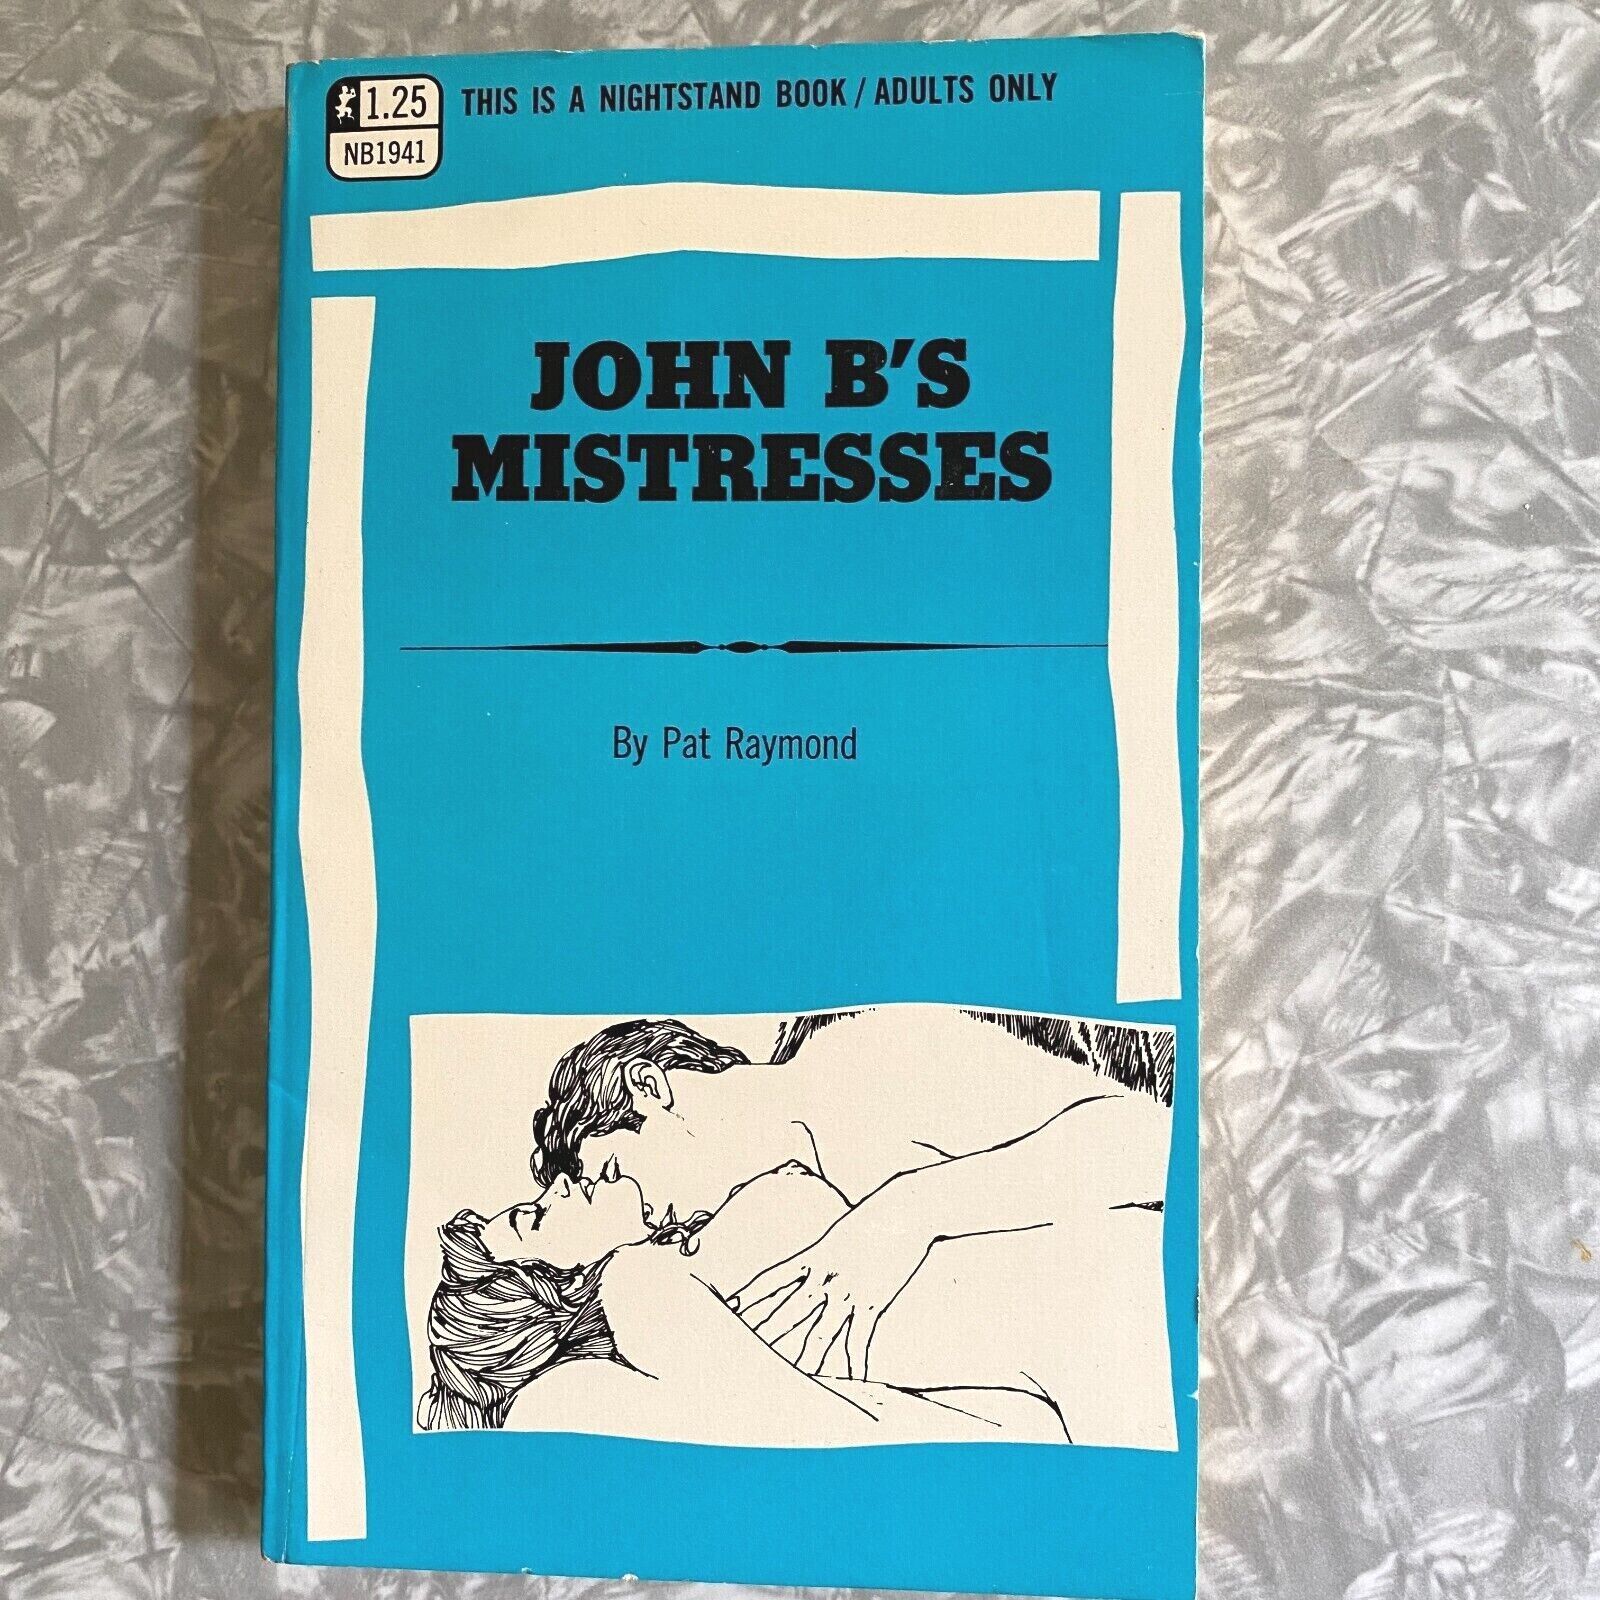 1.25
NB1941
THIS IS A NIGHTSTAND BOOK / ADULTS ONLY
JOHN B'S
MISTRESSES
By Pat Raymond